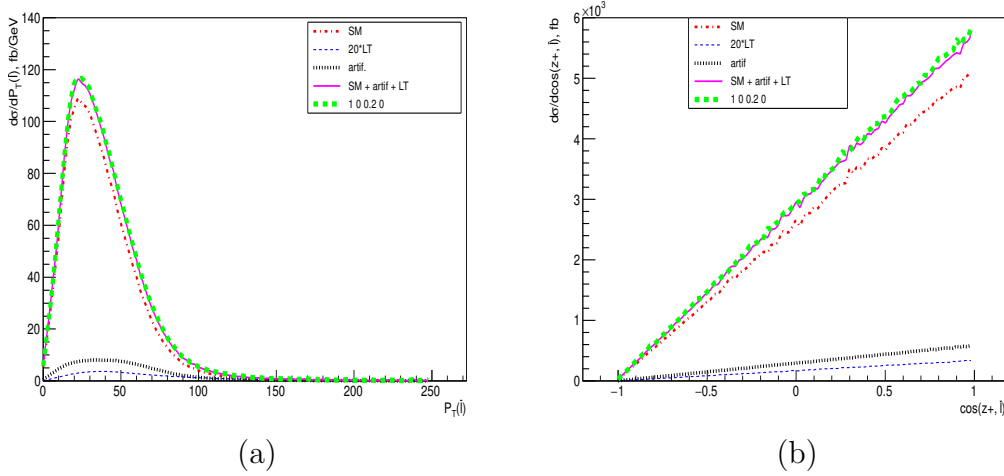 dσ/dP_T(l̂), fb/GeV
140
120
100
80
60
40
20
0
0
50
100
150
200
250
P_T(l̂)
SM
20*LT
artif.
SM + artif + LT
1 0 0.2 0
(a)
×10³
dσ/dcos(z+, l̂), fb
6
5
4
3
2
1
0
−1
−0.5
0
0.5
1
cos(z+, l̂)
SM
20*LT
artif
SM + artif + LT
1 0 0.2 0
(b)